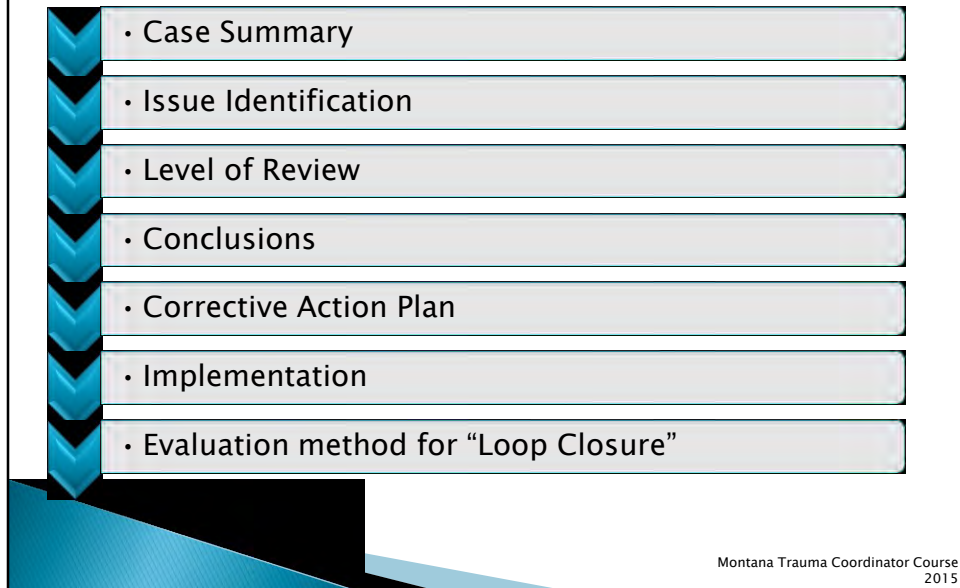 • Case Summary
• Issue Identification
• Level of Review
• Conclusions
• Corrective Action Plan
• Implementation
• Evaluation method for “Loop Closure”
Montana Trauma Coordinator Course
2015